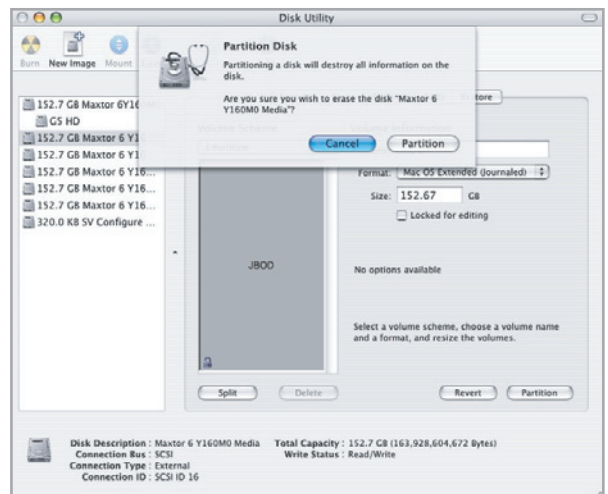 Disk Utility
Burn New Image Mount
Partition Disk
Partitioning a disk will destroy all information on the
disk.
Are you sure you wish to erase the disk "Maxtor 6
Y160M0 Media"?
Cancel Partition
152.7 GB Maxtor 6Y16
G5 HD
152.7 GB Maxtor 6 Y1
152.7 GB Maxtor 6 Y1
152.7 GB Maxtor 6 Y16...
152.7 GB Maxtor 6 Y16...
152.7 GB Maxtor 6 Y16...
320.0 KB SV Configure ...
Volume Scheme
Format: Mac OS Extended (Journaled)
Size: 152.67 GB
Locked for editing
JBOD
No options available
Select a volume scheme, choose a volume name
and a format, and resize the volumes.
Split Delete Revert Partition
Disk Description : Maxtor 6 Y160M0 Media Total Capacity : 152.7 GB (163,928,604,672 Bytes)
Connection Bus : SCSI Write Status : Read/Write
Connection Type : External
Connection ID : SCSI ID 16